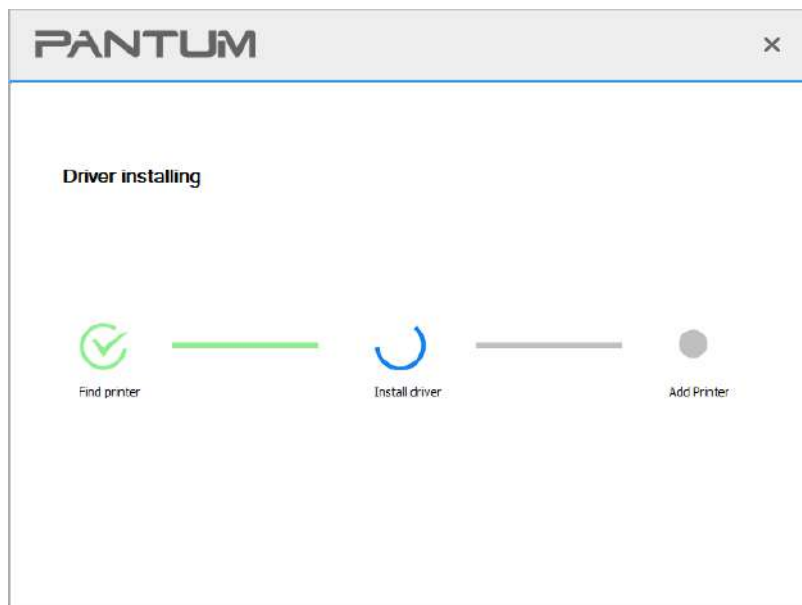 PANTUM
Driver installing
Find printer
Install driver
Add Printer